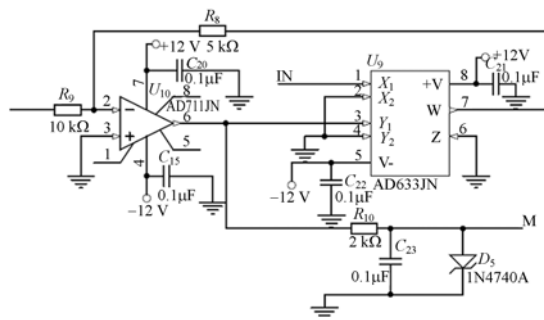 R8
+12 V 5 kΩ
C20
0.1μF
U10
AD711JN
7
8
R9
10 kΩ
2
3
6
1
5
4
C15
0.1μF
−12 V
U9
+12V
C21
0.1μF
IN
1
X1
+V
8
2
X2
W
7
3
Y1
4
Y2
Z
6
5
V-
AD633JN
−12 V
C22
0.1μF
R10
2 kΩ
M
C23
0.1μF
D5
1N4740A